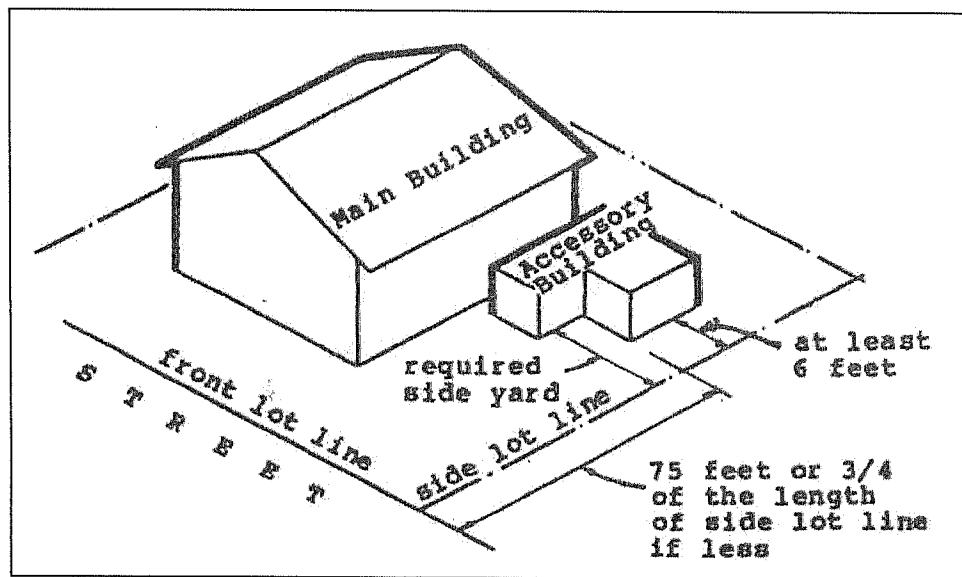 Main Building
Accessory
Building
required
side yard
at least
6 feet
front lot line
STREET
side lot line
75 feet or 3/4
of the length
of side lot line
if less